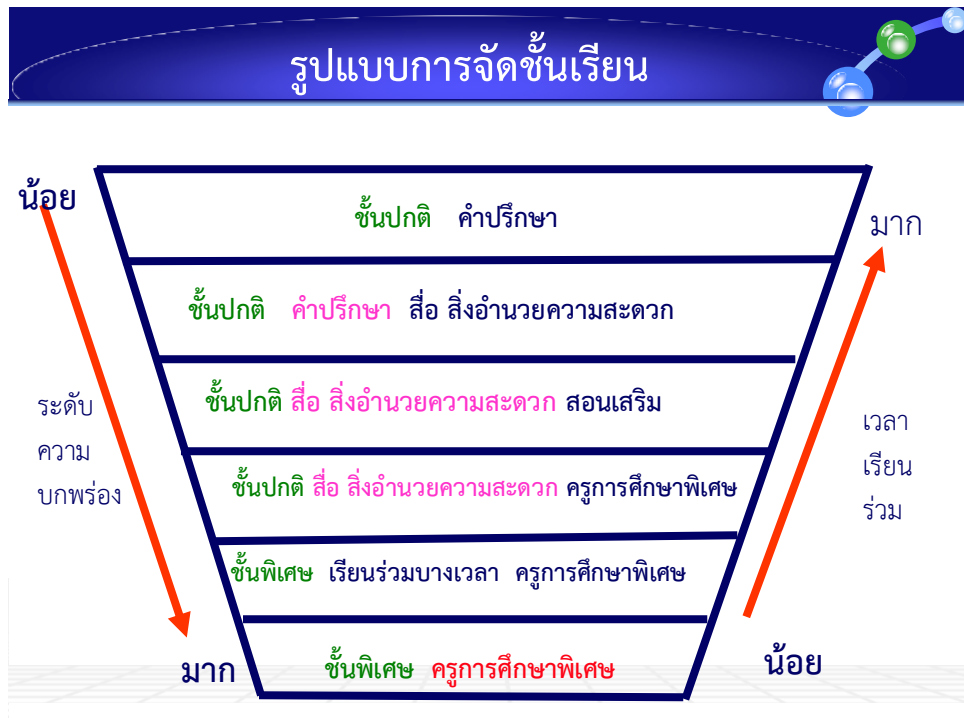 รูปแบบการจัดชั้นเรียน
น้อย
มาก
ชั้นปกติ คำปรึกษา
ชั้นปกติ คำปรึกษา สื่อ สิ่งอำนวยความสะดวก
ชั้นปกติ สื่อ สิ่งอำนวยความสะดวก สอนเสริม
ระดับ
ความ
บกพร่อง
เวลา
เรียน
ร่วม
ชั้นปกติ สื่อ สิ่งอำนวยความสะดวก ครูการศึกษาพิเศษ
ชั้นพิเศษ เรียนร่วมบางเวลา ครูการศึกษาพิเศษ
มาก
ชั้นพิเศษ ครูการศึกษาพิเศษ
น้อย